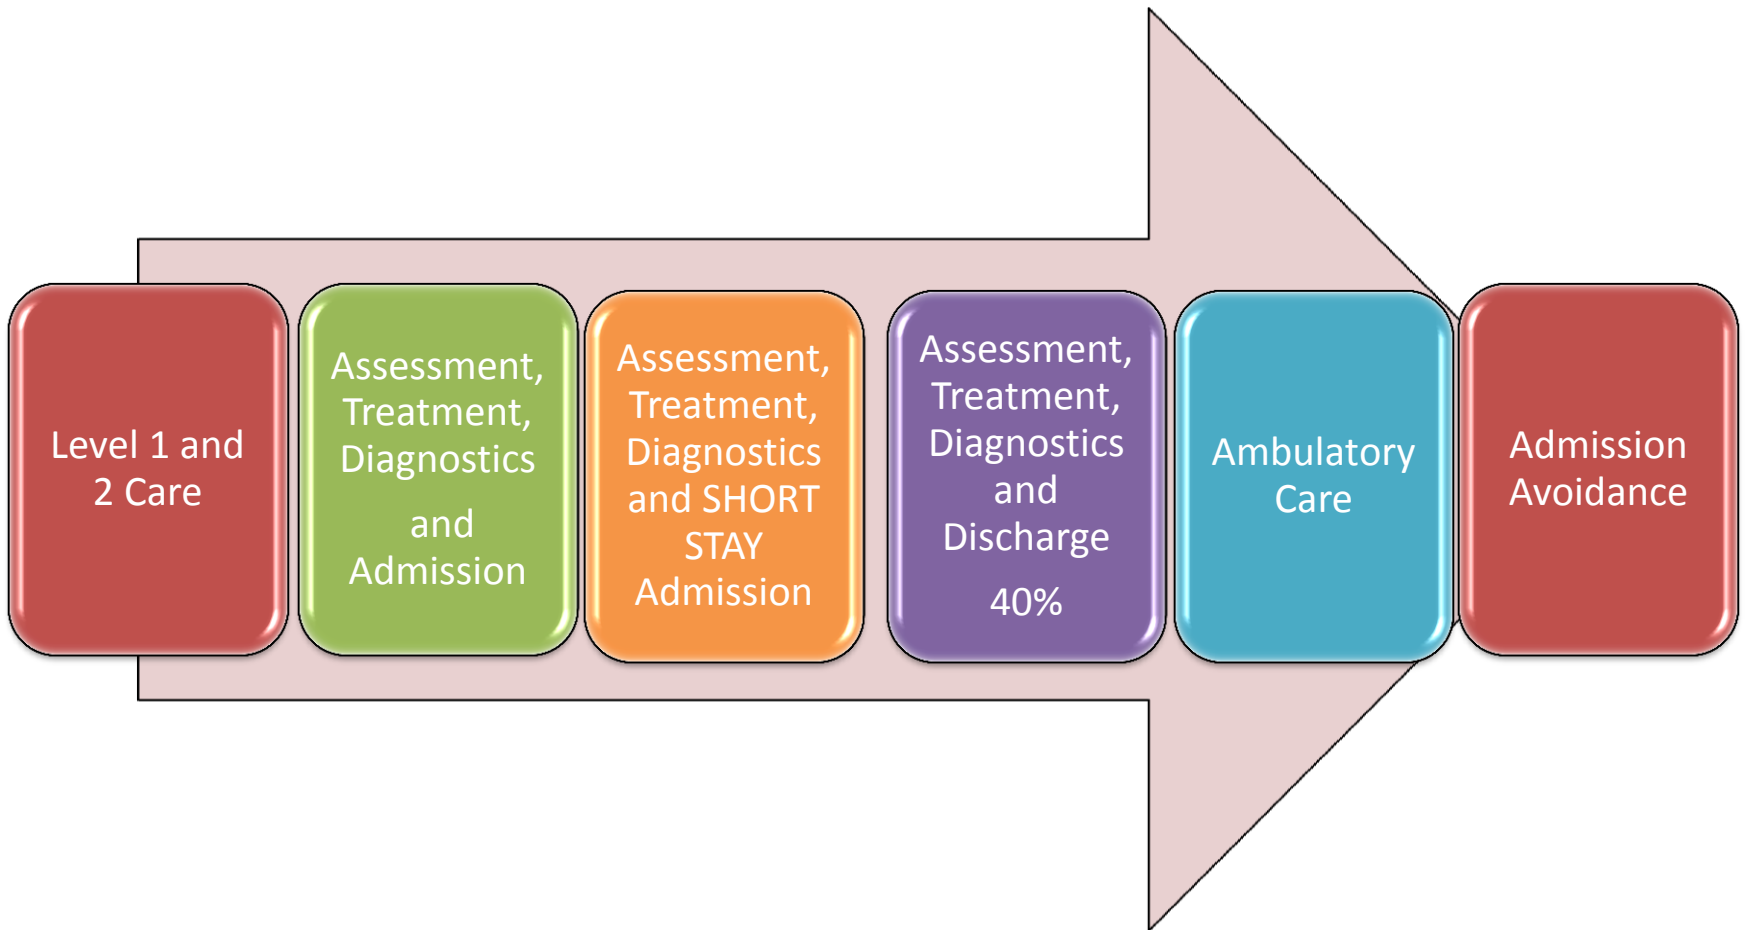 Level 1 and
2 Care
Assessment,
Treatment,
Diagnostics
and
Admission
Assessment,
Treatment,
Diagnostics
and SHORT
STAY
Admission
Assessment,
Treatment,
Diagnostics
and
Discharge
40%
Ambulatory
Care
Admission
Avoidance